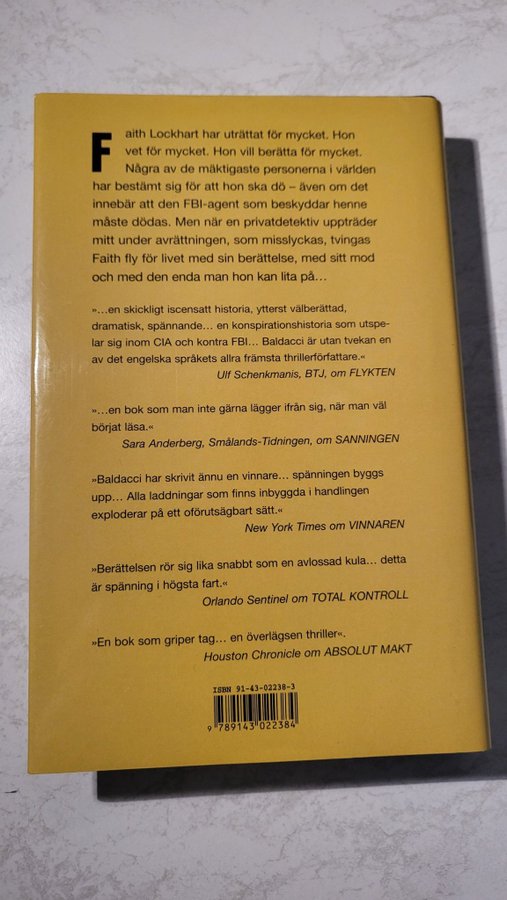 Faith Lockhart har uträttat för mycket. Hon
vet för mycket. Hon vill berätta för mycket.
Några av de mäktigaste personerna i världen
har bestämt sig för att hon ska dö – även om det
innebär att den FBI-agent som beskyddar henne
måste dödas. Men när en privatdetektiv uppträder
mitt under avrättningen, som misslyckas, tvingas
Faith fly för livet med sin berättelse, med sitt mod
och med den enda man hon kan lita på…
»…en skickligt iscensatt historia, ytterst välberättad,
dramatisk, spännande… en konspirationshistoria som utspe-
lar sig inom CIA och kontra FBI… Baldacci är utan tvekan en
av det engelska språkets allra främsta thrillerförfattare.«
Ulf Schenkmanis, BTJ, om FLYKTEN
»…en bok som man inte gärna lägger ifrån sig, när man väl
börjat läsa.«
Sara Anderberg, Smålands-Tidningen, om SANNINGEN
»Baldacci har skrivit ännu en vinnare… spänningen byggs
upp… Alla laddningar som finns inbyggda i handlingen
exploderar på ett oförutsägbart sätt.«
New York Times om VINNAREN
»Berättelsen rör sig lika snabbt som en avlossad kula… detta
är spänning i högsta fart.«
Orlando Sentinel om TOTAL KONTROLL
»En bok som griper tag… en överlägsen thriller«.
Houston Chronicle om ABSOLUT MAKT
ISBN 91-43-02238-3
9 789143 022384